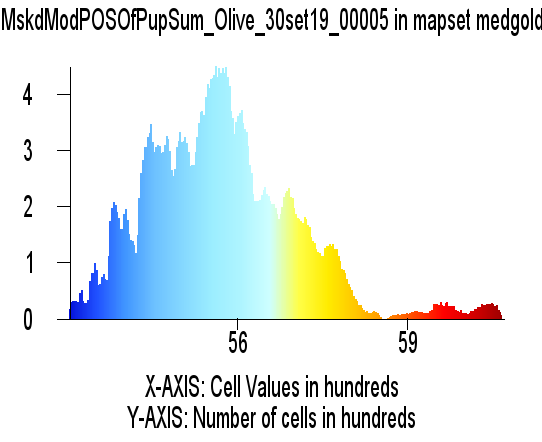 MskdModPOSOfPupSum_Olive_30set19_00005 in mapset medgold
4
3
2
1
0
56 59
X-AXIS: Cell Values in hundreds
Y-AXIS: Number of cells in hundreds